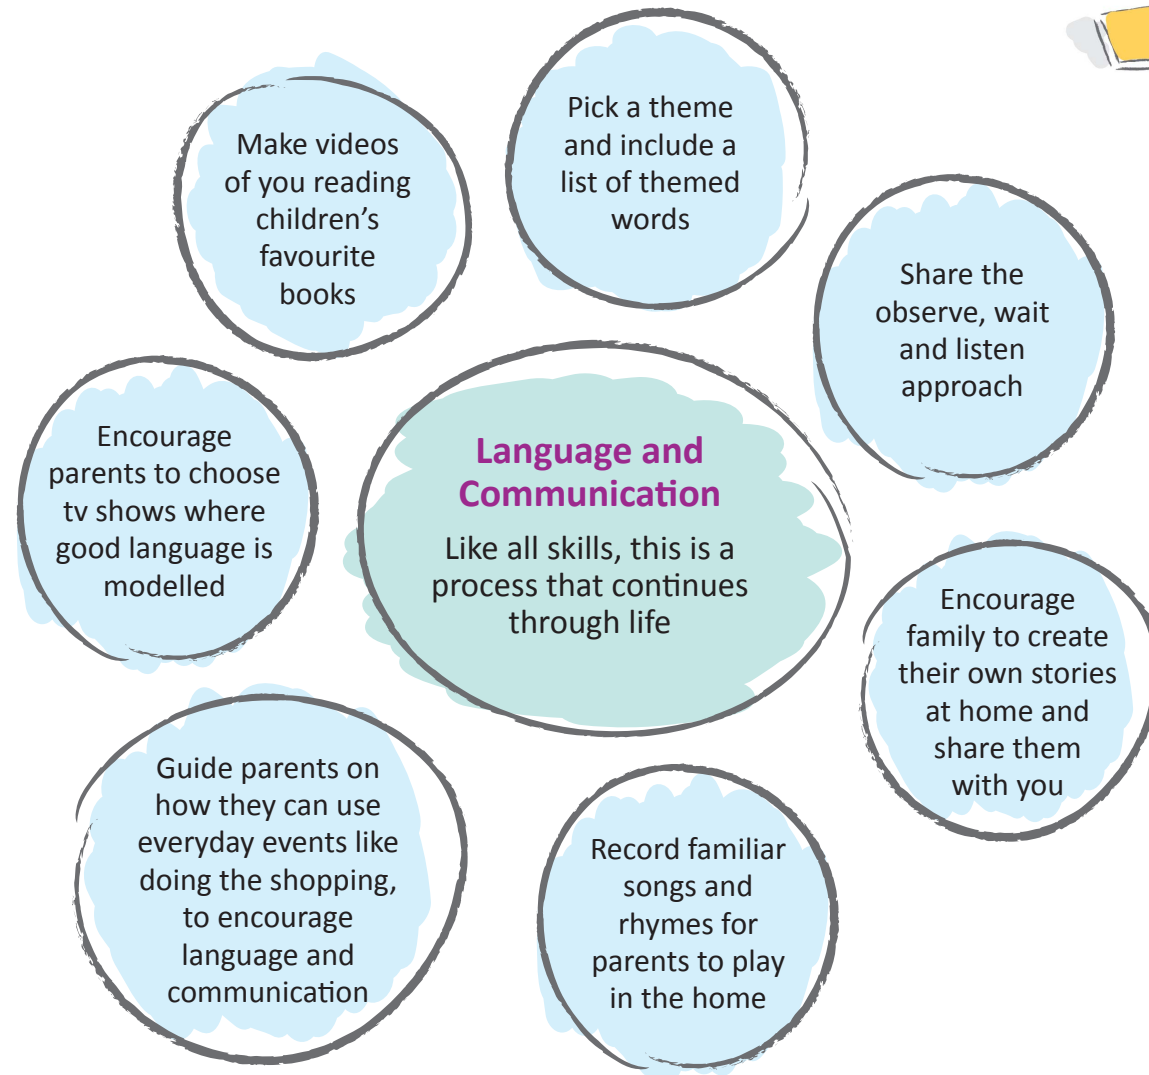 Make videos
of you reading
children’s
favourite
books
Pick a theme
and include a
list of themed
words
Share the
observe, wait
and listen
approach
Encourage
parents to choose
tv shows where
good language is
modelled
Language and
Communication
Like all skills, this is a
process that continues
through life
Encourage
family to create
their own stories
at home and
share them
with you
Guide parents on
how they can use
everyday events like
doing the shopping,
to encourage
language and
communication
Record familiar
songs and
rhymes for
parents to play
in the home